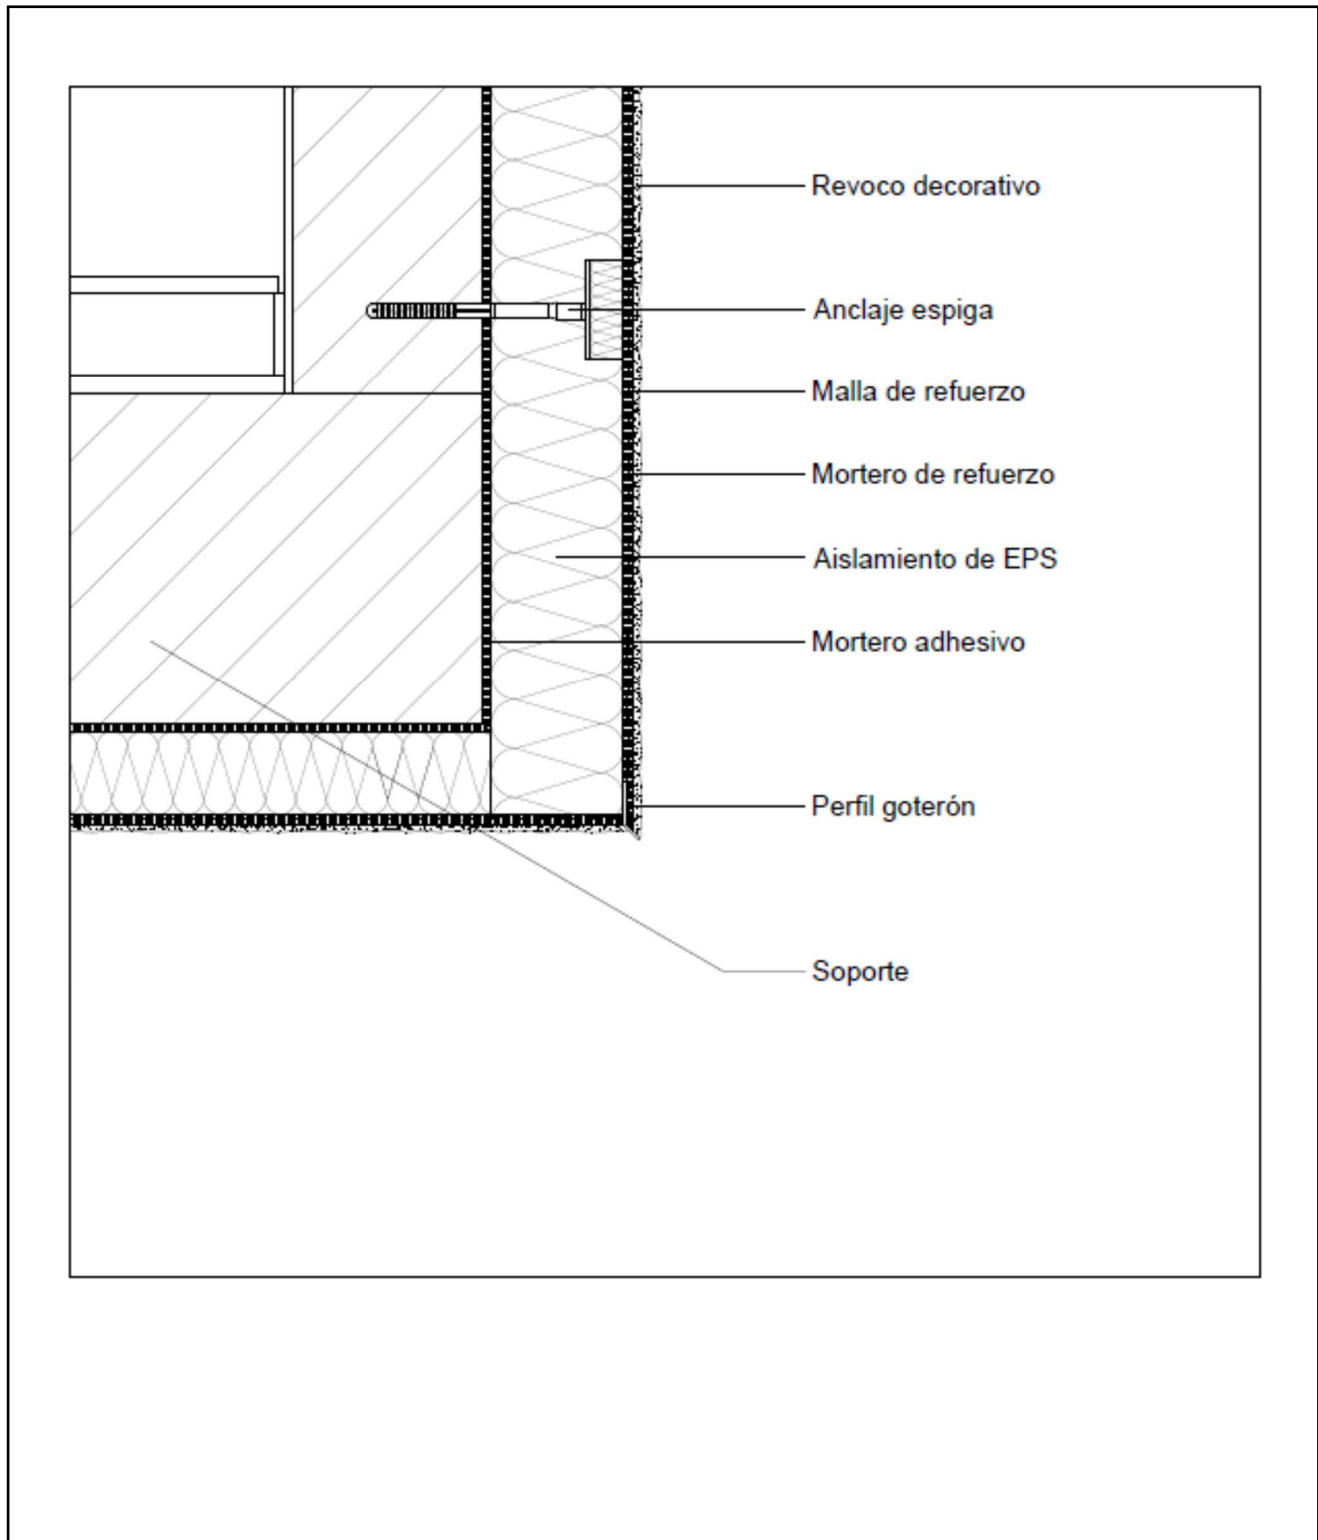 Revoco decorativo
Anclaje espiga
Malla de refuerzo
Mortero de refuerzo
Aislamiento de EPS
Mortero adhesivo
Perfil goterón
Soporte